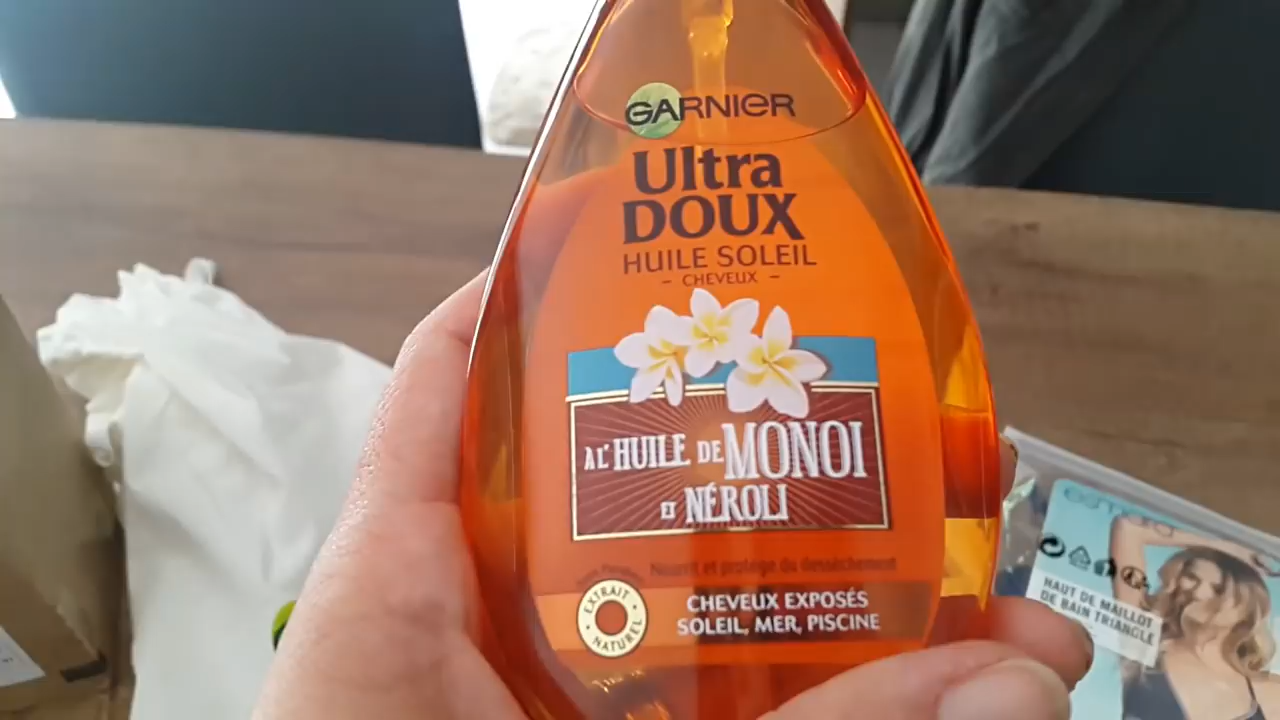 GARNIER
Ultra
DOUX
HUILE SOLEIL
- CHEVEUX -
À L'HUILE DE MONOI
ET NÉROLI
Nourrit et protège du dessèchement
EXTRAIT NATUREL
CHEVEUX EXPOSÉS
SOLEIL, MER, PISCINE
HAUT DE MAILLOT
DE BAIN TRIANGLE